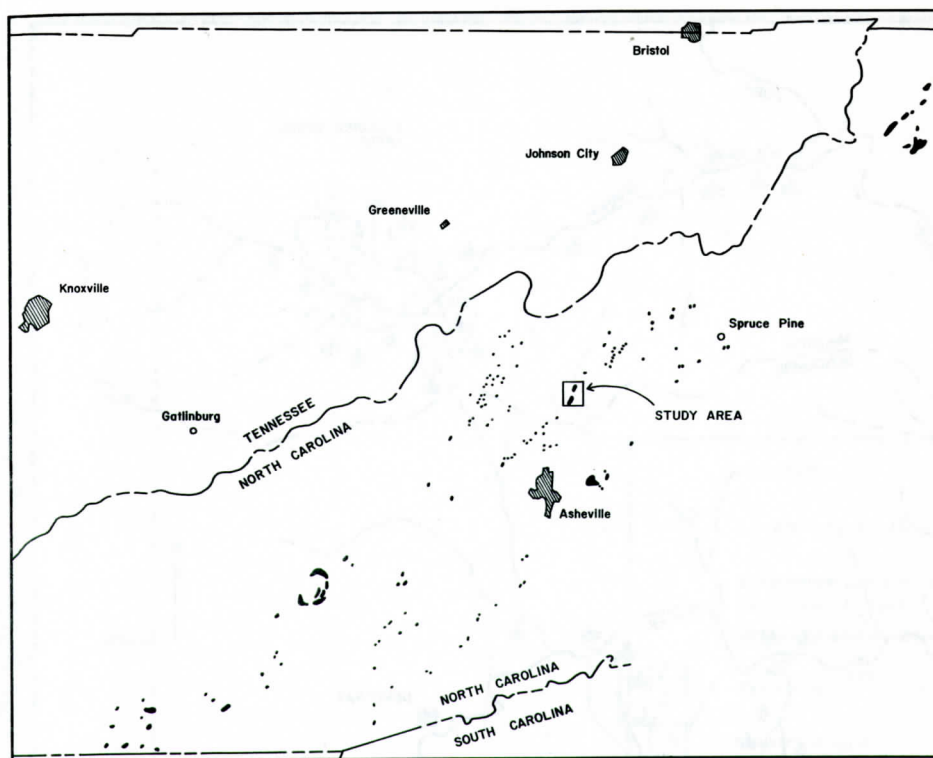 Bristol
Johnson City
Greeneville
Knoxville
Spruce Pine
STUDY AREA
Gatlinburg
TENNESSEE
NORTH CAROLINA
Asheville
NORTH CAROLINA
SOUTH CAROLINA